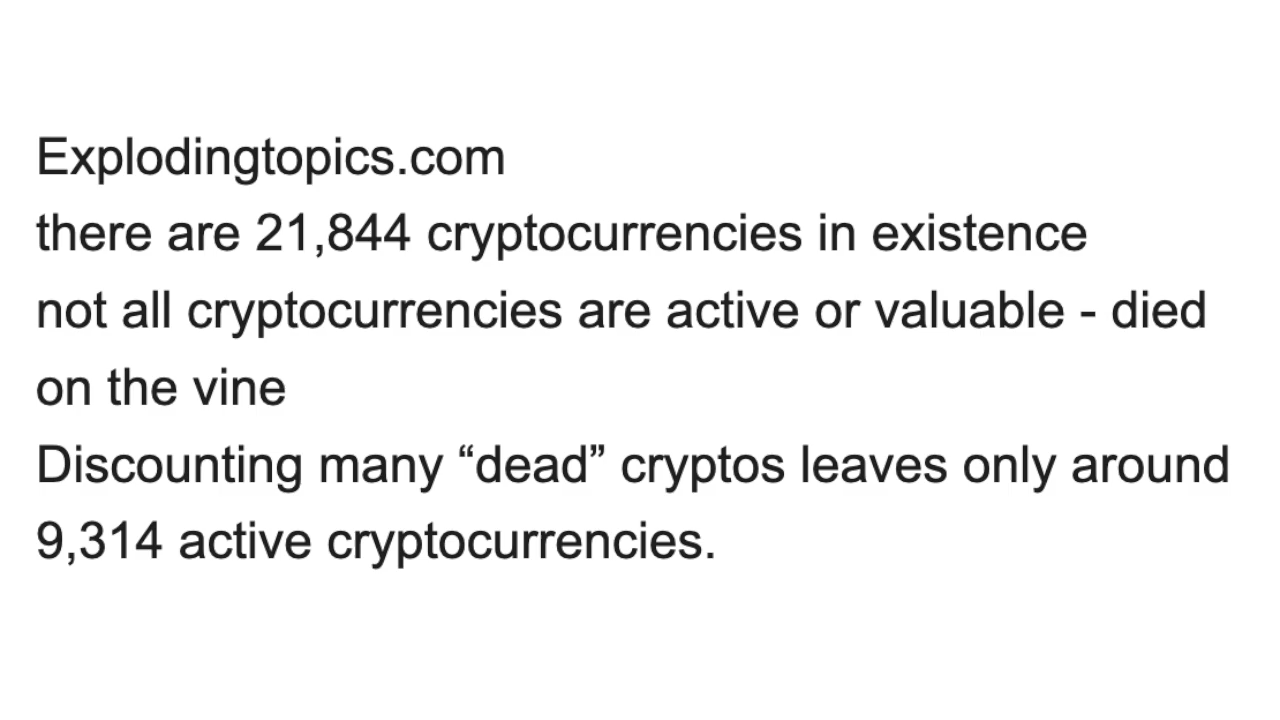 Explodingtopics.com
there are 21,844 cryptocurrencies in existence
not all cryptocurrencies are active or valuable - died
on the vine
Discounting many “dead” cryptos leaves only around
9,314 active cryptocurrencies.